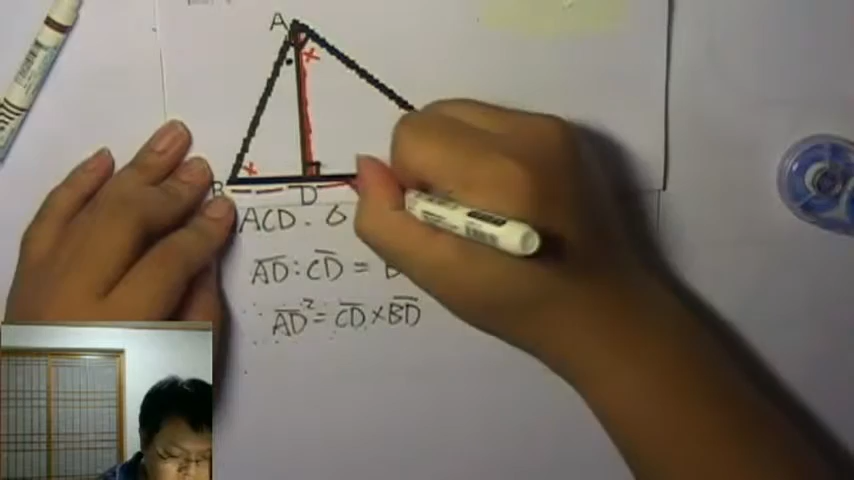 A
D
ACD .
AD : CD =
AD² = CD × BD